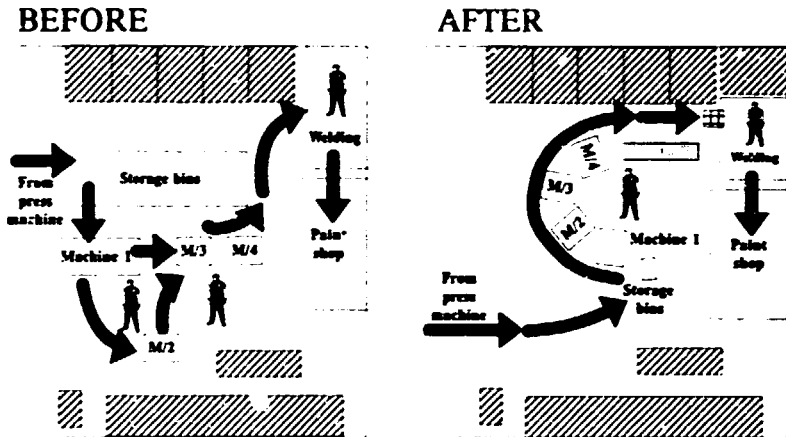 BEFORE
AFTER
Welding
From
press
machine
Storage bins
Machine 1
M/3
M/4
M/2
Paint
shop
M/4
M/3
M/2
Welding
Machine 1
Paint
shop
Storage
bins
From
press
machine